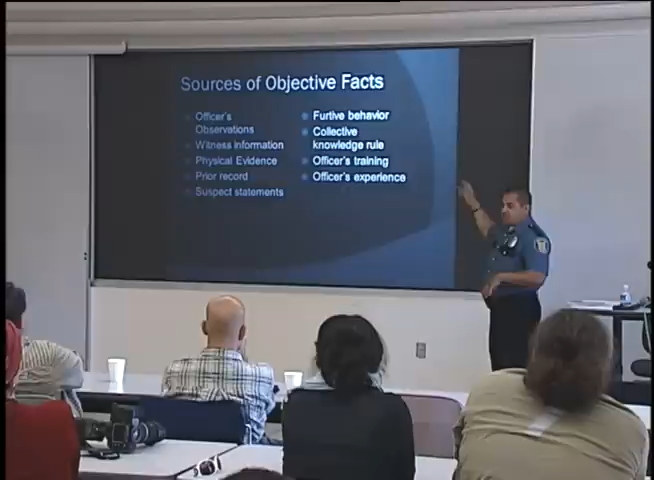 Sources of Objective Facts
Officer's
Observations
Witness information
Physical Evidence
Prior record
Suspect statements
Furtive behavior
Collective
knowledge rule
Officer's training
Officer's experience